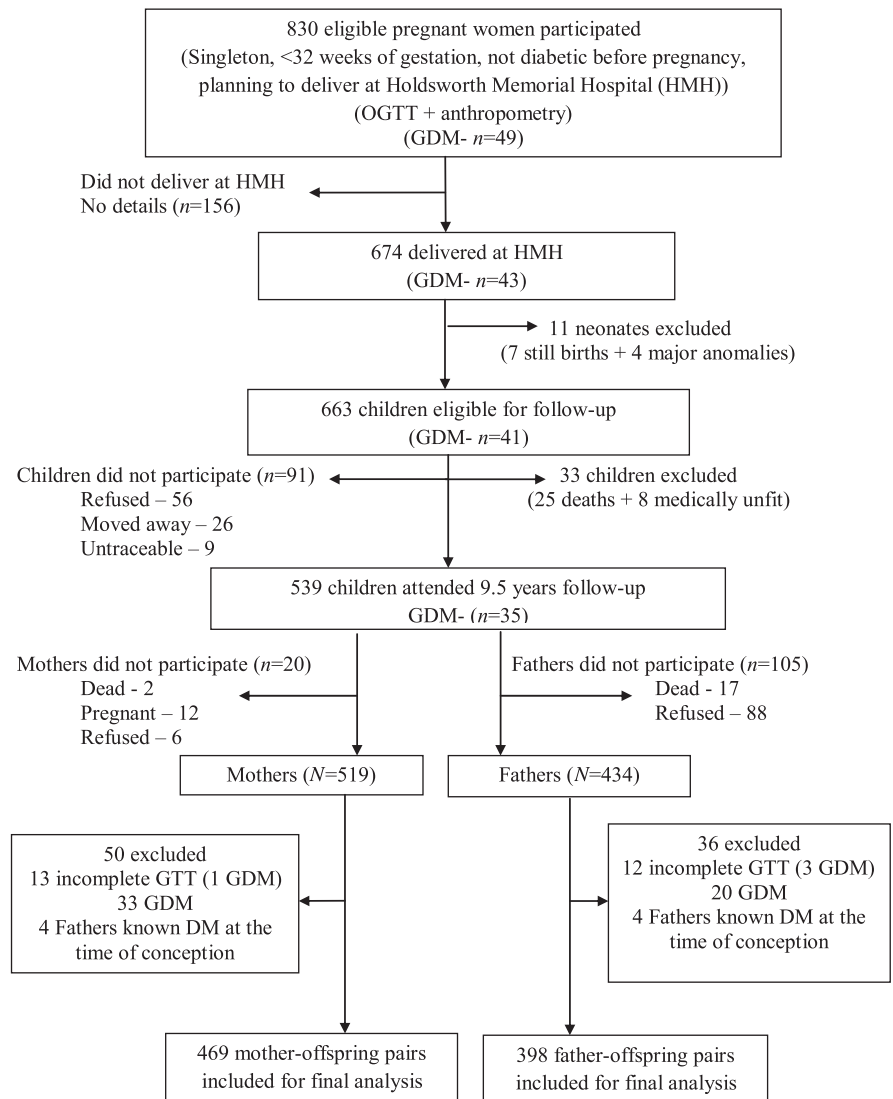 830 eligible pregnant women participated
(Singleton, <32 weeks of gestation, not diabetic before pregnancy,
planning to deliver at Holdsworth Memorial Hospital (HMH))
(OGTT + anthropometry)
(GDM- n=49)
Did not deliver at HMH
No details (n=156)
674 delivered at HMH
(GDM- n=43)
11 neonates excluded
(7 still births + 4 major anomalies)
663 children eligible for follow-up
(GDM- n=41)
Children did not participate (n=91)
Refused – 56
Moved away – 26
Untraceable – 9
33 children excluded
(25 deaths + 8 medically unfit)
539 children attended 9.5 years follow-up
GDM- (n=35)
Mothers did not participate (n=20)
Dead - 2
Pregnant – 12
Refused – 6
Fathers did not participate (n=105)
Dead - 17
Refused – 88
Mothers (N=519)
Fathers (N=434)
50 excluded
13 incomplete GTT (1 GDM)
33 GDM
4 Fathers known DM at the
time of conception
36 excluded
12 incomplete GTT (3 GDM)
20 GDM
4 Fathers known DM at the
time of conception
469 mother-offspring pairs
included for final analysis
398 father-offspring pairs
included for final analysis